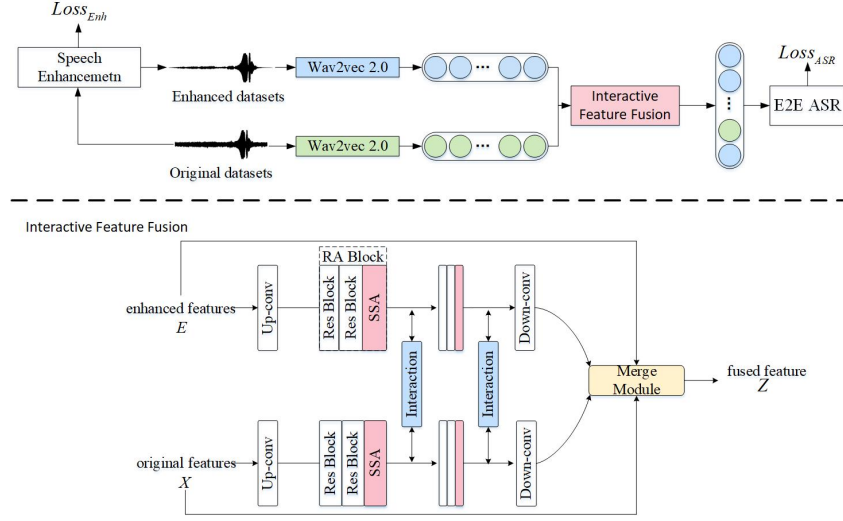 Loss_Enh
Loss_ASR
Speech
Enhancemetn
Enhanced datasets
Wav2vec 2.0
...
Interactive
Feature Fusion
⋮
E2E ASR
Original datasets
Wav2vec 2.0
...
Interactive Feature Fusion
enhanced features
E
Up-conv
RA Block
Res Block
Res Block
SSA
Down-conv
Interaction
Interaction
Merge
Module
fused feature
Z
original features
X
Up-conv
Res Block
Res Block
SSA
Down-conv